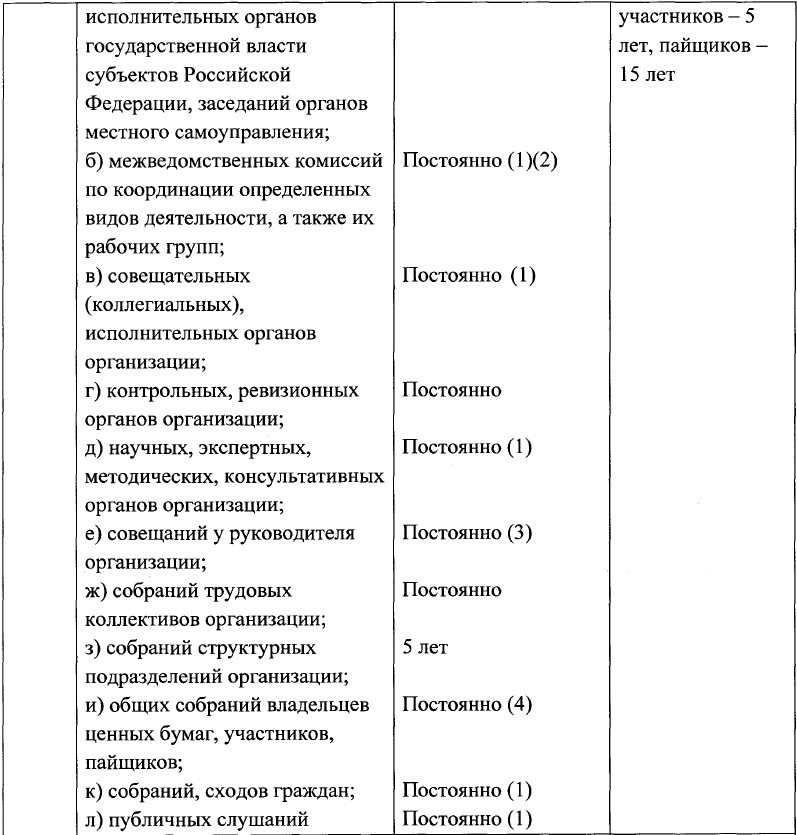 исполнительных органов
государственной власти
субъектов Российской
Федерации, заседаний органов
местного самоуправления;
б) межведомственных комиссий
по координации определенных
видов деятельности, а также их
рабочих групп;
в) совещательных
(коллегиальных),
исполнительных органов
организации;
г) контрольных, ревизионных
органов организации;
д) научных, экспертных,
методических, консультативных
органов организации;
е) совещаний у руководителя
организации;
ж) собраний трудовых
коллективов организации;
з) собраний структурных
подразделений организации;
и) общих собраний владельцев
ценных бумаг, участников,
пайщиков;
к) собраний, сходов граждан;
л) публичных слушаний
Постоянно (1)(2)
Постоянно (1)
Постоянно
Постоянно (1)
Постоянно (3)
Постоянно
5 лет
Постоянно (4)
Постоянно (1)
Постоянно (1)
участников – 5
лет, пайщиков –
15 лет